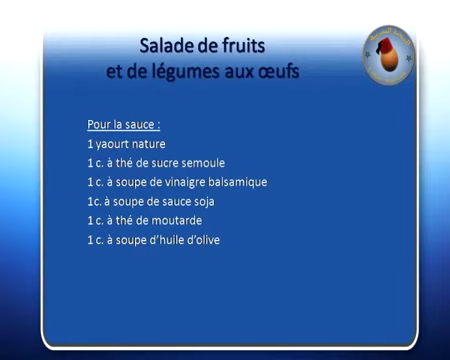 Salade de fruits
et de légumes aux œufs
Pour la sauce :
1 yaourt nature
1 c. à thé de sucre semoule
1 c. à soupe de vinaigre balsamique
1c. à soupe de sauce soja
1 c. à thé de moutarde
1 c. à soupe d'huile d'olive